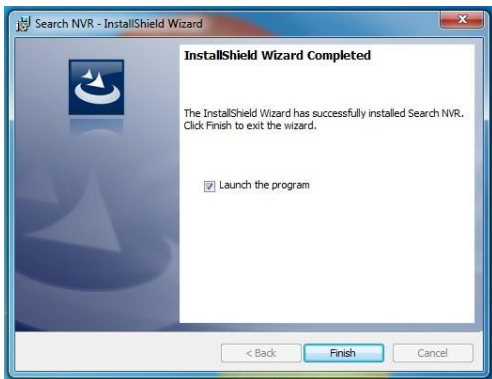 Search NVR - InstallShield Wizard
InstallShield Wizard Completed
The InstallShield Wizard has successfully installed Search NVR.
Click Finish to exit the wizard.
Launch the program
< Back
Finish
Cancel